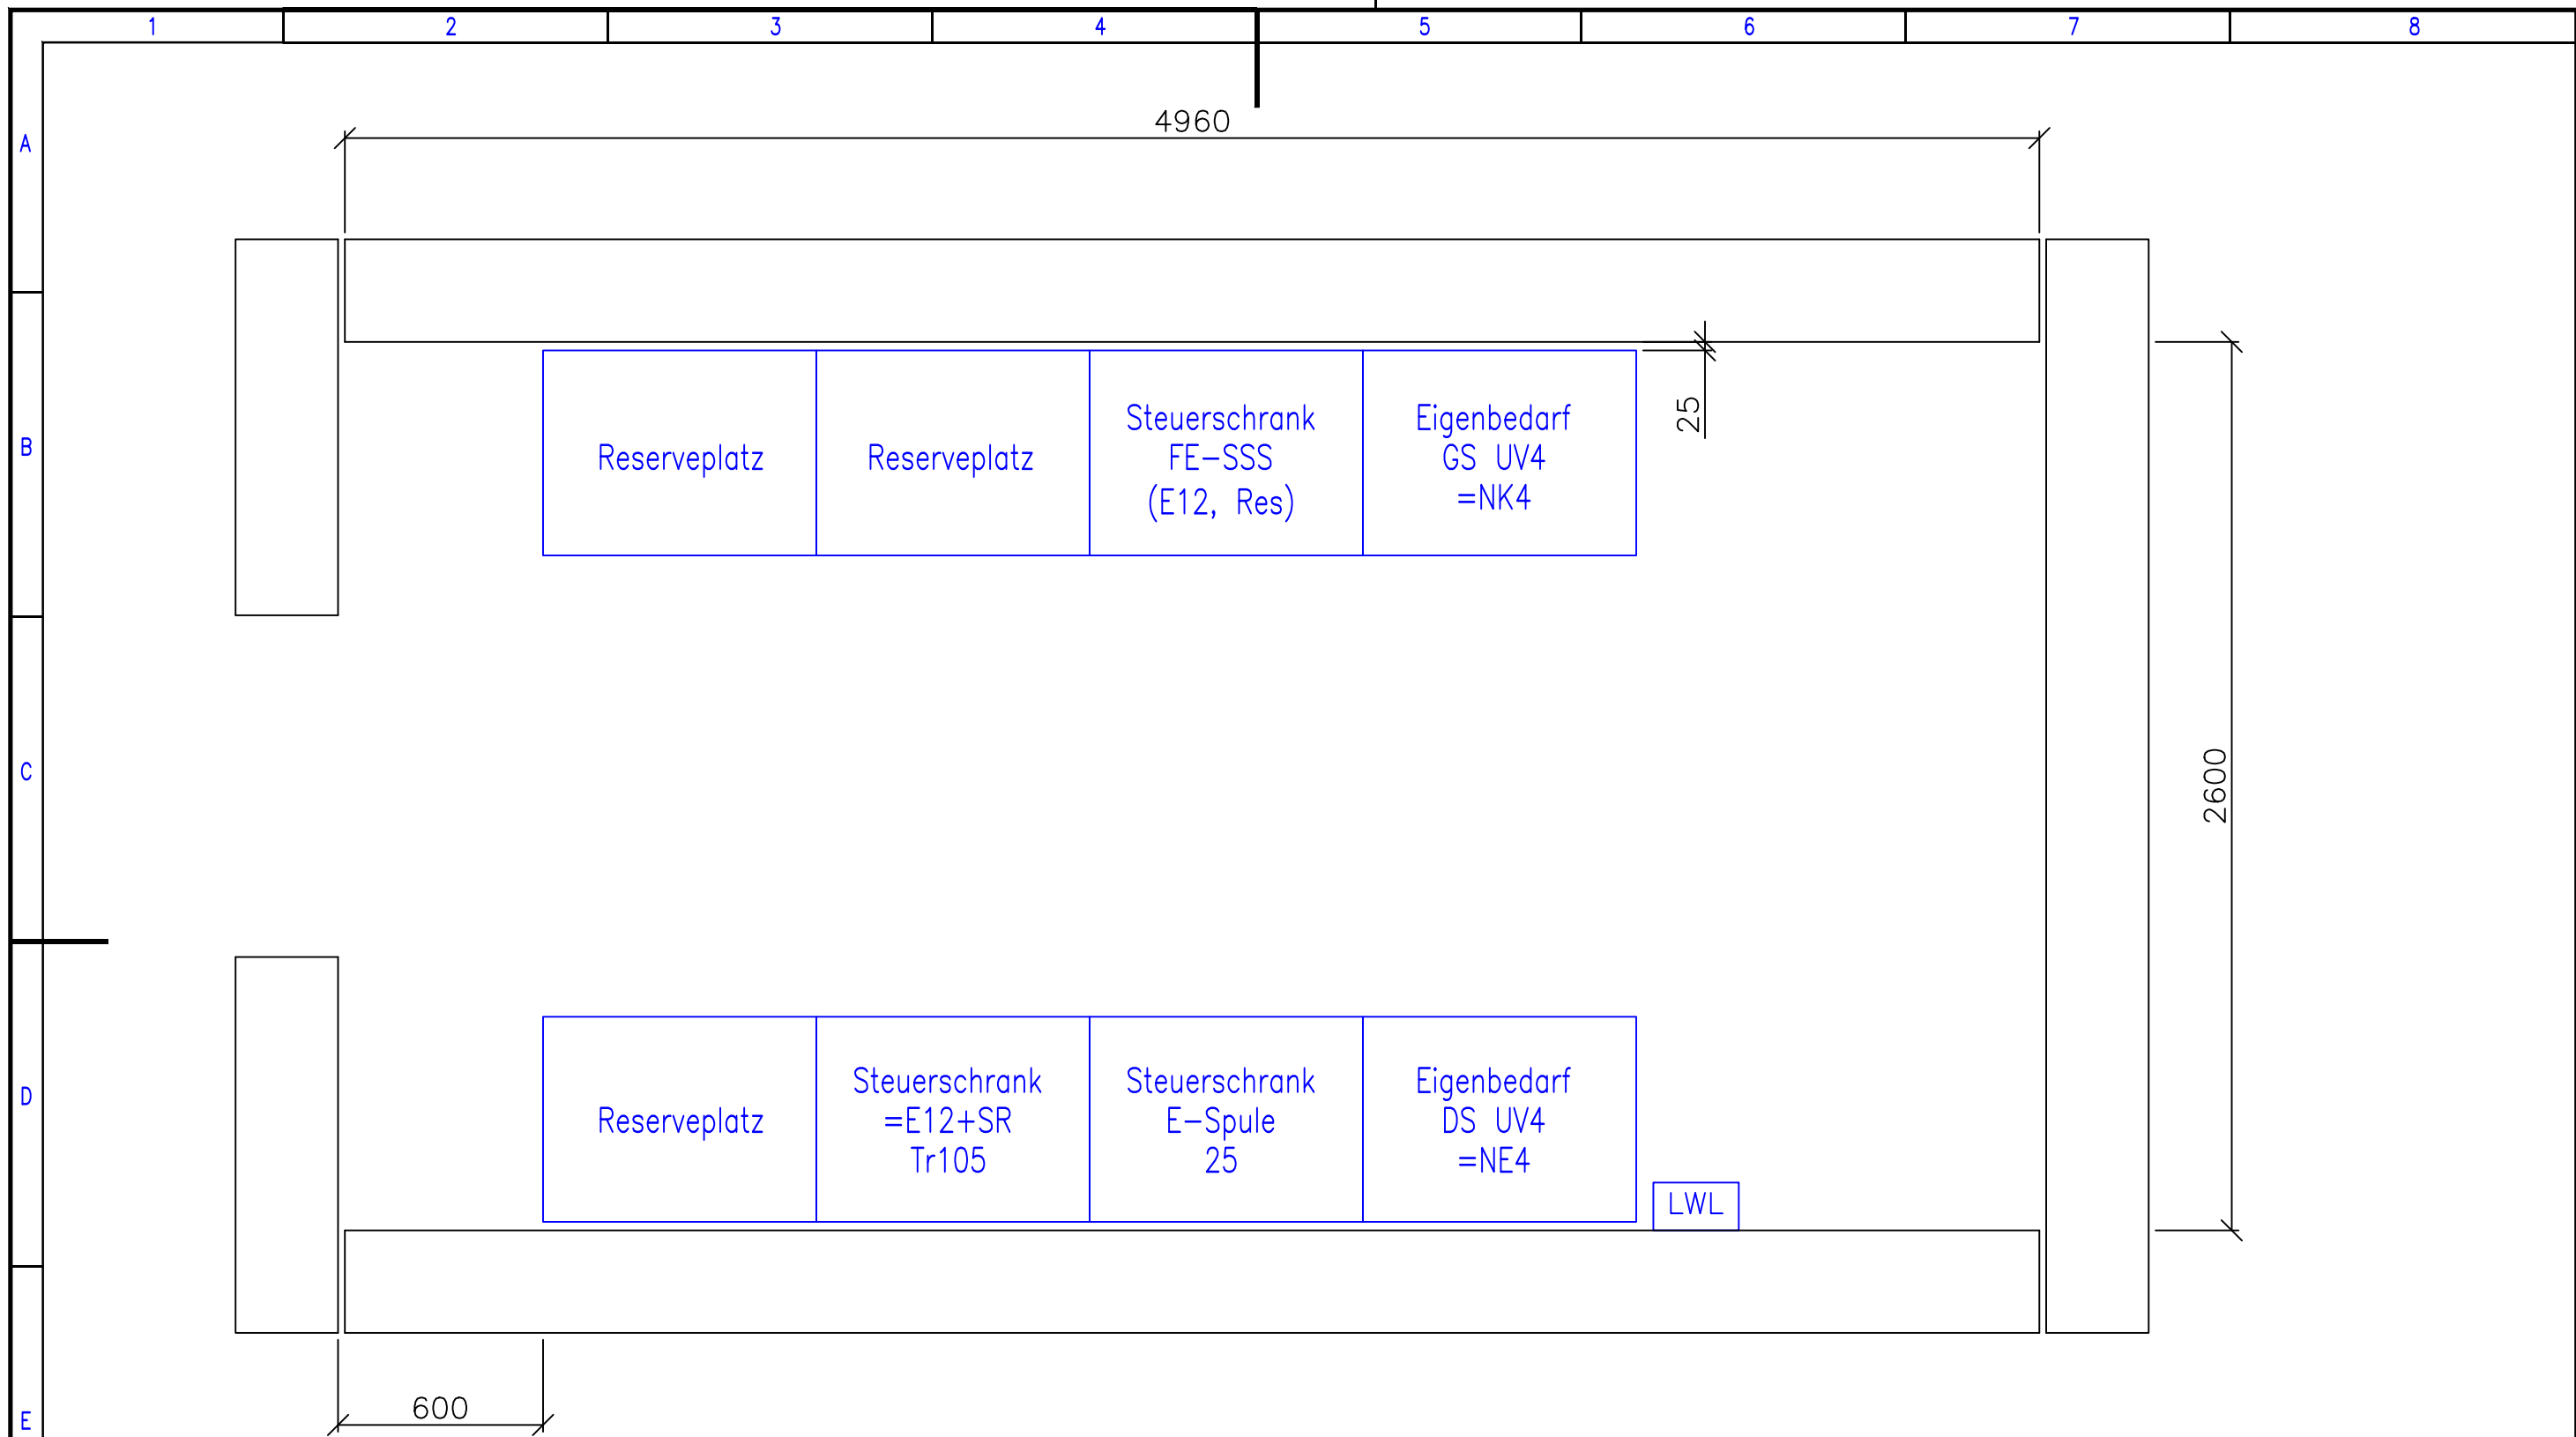 1 2 3 4 5 6 7 8
A
4960
B
25
Reserveplatz
Reserveplatz
Steuerschrank
FE-SSS
(E12, Res)
Eigenbedarf
GS UV4
=NK4
C
2600
D
Reserveplatz
Steuerschrank
=E12+SR
Tr105
Steuerschrank
E-Spule
25
Eigenbedarf
DS UV4
=NE4
LWL
E
600